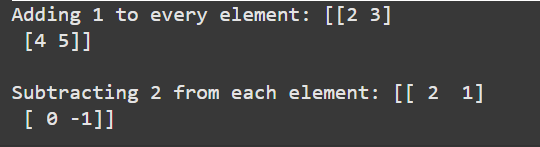 Adding 1 to every element: [[2 3]
 [4 5]]

Subtracting 2 from each element: [[ 2  1]
 [ 0 -1]]